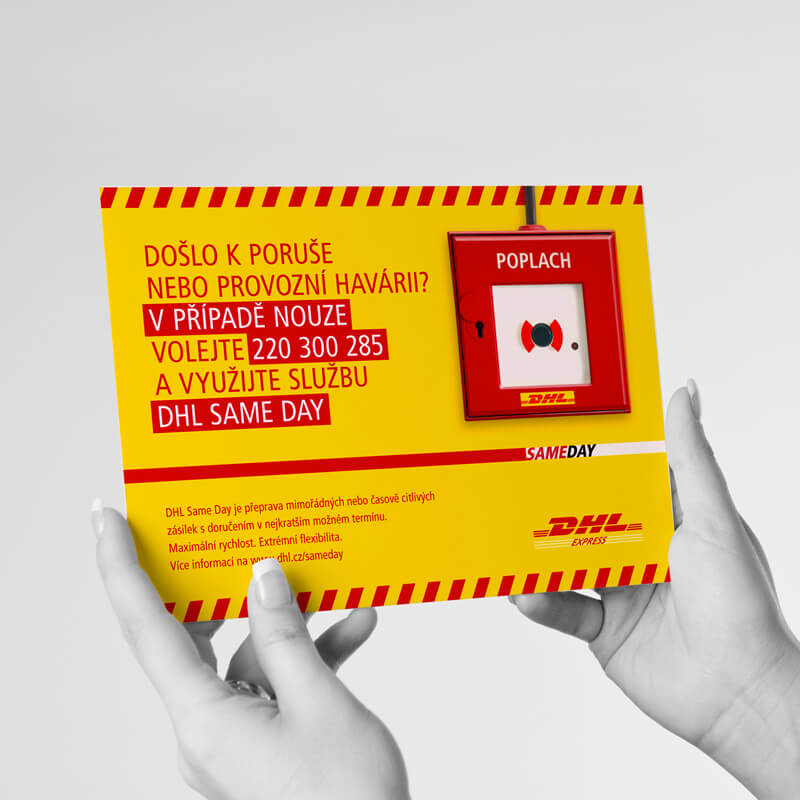 DOŠLO K PORUŠE
NEBO PROVOZNÍ HAVÁRII?
V PŘÍPADĚ NOUZE
VOLEJTE 220 300 285
A VYUŽIJTE SLUŽBU
DHL SAME DAY
POPLACH
DHL
SAMEDAY
DHL Same Day je přeprava mimořádných nebo časově citlivých
zásilek s doručením v nejkratším možném termínu.
Maximální rychlost. Extrémní flexibilita.
Více informací na www.dhl.cz/sameday
DHL
EXPRESS